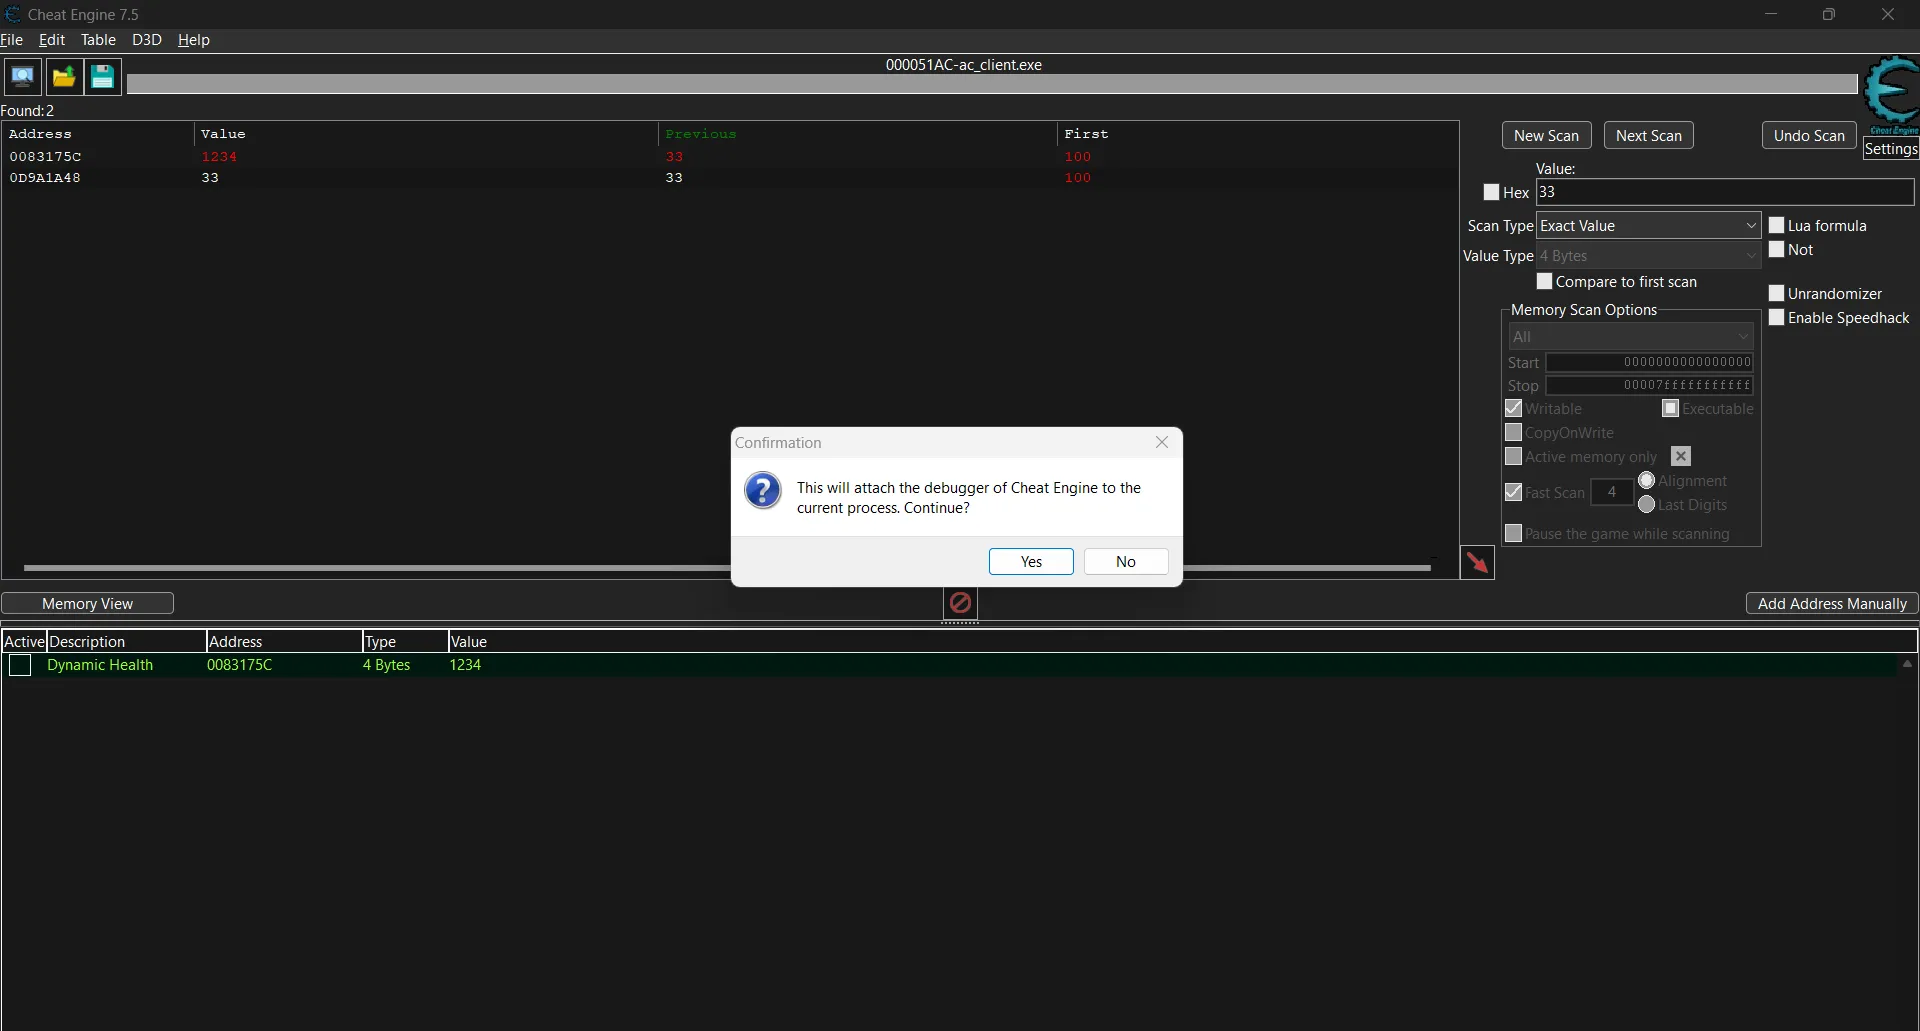 Cheat Engine 7.5
File Edit Table D3D Help
000051AC-ac_client.exe
Found: 2
Address Value Previous First
0083175C 1234 33 100
0D9A1A48 33 33 100
New Scan Next Scan Undo Scan
Cheat Engine
Settings
Value:
Hex 33
Scan Type Exact Value
Lua formula
Value Type 4 Bytes
Not
Compare to first scan
Unrandomizer
Enable Speedhack
Memory Scan Options
All
Start 0000000000000000
Stop 00007fffffffffff
Writable Executable
CopyOnWrite
Active memory only
Fast Scan 4 Alignment
Last Digits
Pause the game while scanning
Confirmation
This will attach the debugger of Cheat Engine to the
current process. Continue?
Yes No
Memory View
Add Address Manually
Active Description Address Type Value
Dynamic Health 0083175C 4 Bytes 1234